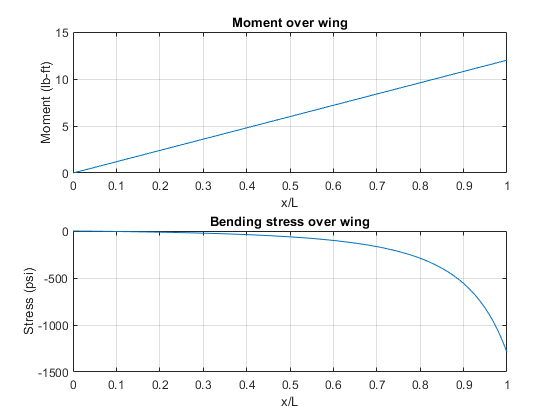 Moment over wing
15
10
5
0
Moment (lb-ft)
0 0.1 0.2 0.3 0.4 0.5 0.6 0.7 0.8 0.9 1
x/L
Bending stress over wing
0
-500
-1000
-1500
Stress (psi)
0 0.1 0.2 0.3 0.4 0.5 0.6 0.7 0.8 0.9 1
x/L